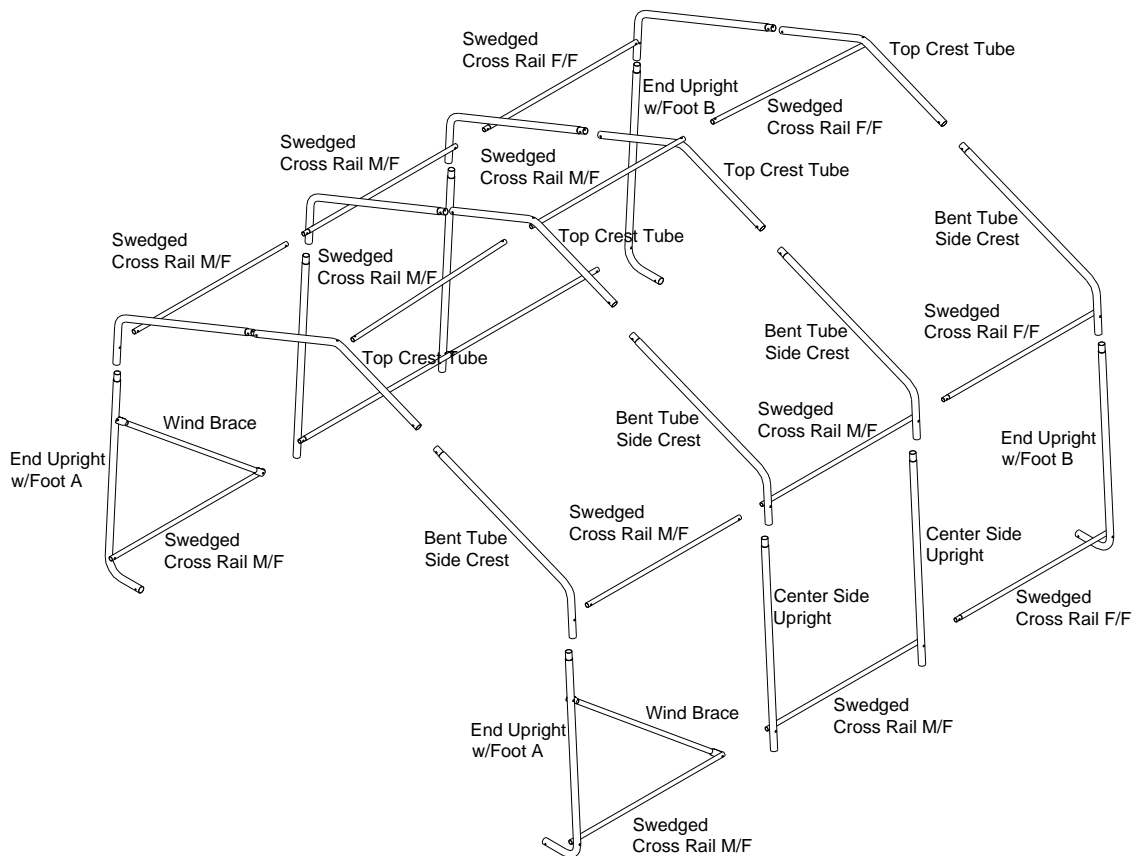 Swedged
Cross Rail F/F
Top Crest Tube
End Upright
w/Foot B
Swedged
Cross Rail F/F
Swedged
Cross Rail M/F
Swedged
Cross Rail M/F
Top Crest Tube
Bent Tube
Side Crest
Swedged
Cross Rail M/F
Swedged
Cross Rail M/F
Top Crest Tube
Swedged
Cross Rail F/F
Bent Tube
Side Crest
Top Crest Tube
Wind Brace
Bent Tube
Side Crest
Swedged
Cross Rail M/F
End Upright
w/Foot B
End Upright
w/Foot A
Swedged
Cross Rail M/F
Bent Tube
Side Crest
Swedged
Cross Rail M/F
Center Side
Upright
Center Side
Upright
Swedged
Cross Rail F/F
Wind Brace
Swedged
Cross Rail M/F
End Upright
w/Foot A
Swedged
Cross Rail M/F